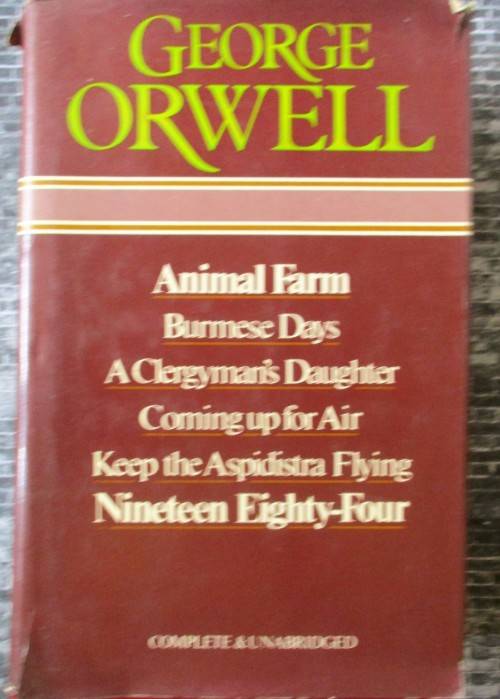 GEORGE
ORWELL
Animal Farm
Burmese Days
A Clergyman's Daughter
Coming up for Air
Keep the Aspidistra Flying
Nineteen Eighty-Four
COMPLETE & UNABRIDGED